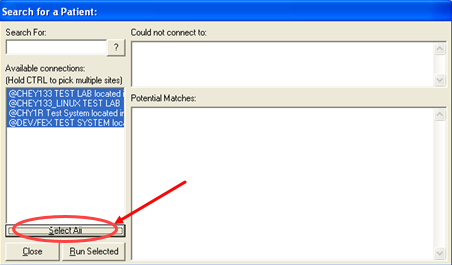 Search for a Patient:
Search For:
?
Could not connect to:
Available connections:
(Hold CTRL to pick multiple sites)
@CHEY133 TEST LAB located i
@CHEY133_LINUX TEST LAB
@CHY1R Test System located in
@DEV/FEX TEST SYSTEM loc
Potential Matches:
Select All
Close
Run Selected